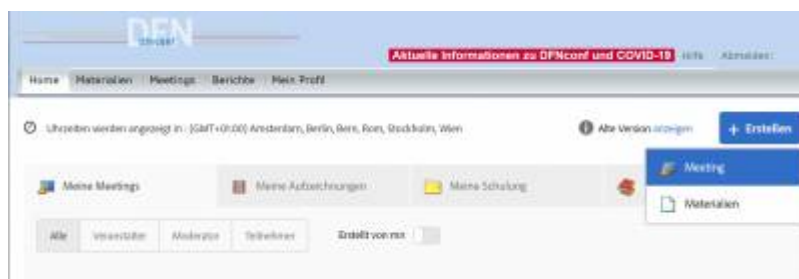 DFN
Aktuelle Informationen zu DFNconf und COVID-19 Hilfe Abmelden:
Home Materialien Meetings Berichte Mein Profil
Uhrzeiten werden angezeigt in : (GMT+01:00) Amsterdam, Berlin, Bern, Rom, Stockholm, Wien
Alte Version anzeigen
+ Erstellen
Meeting
Materialien
Meine Meetings Meine Aufzeichnungen Meine Schulung
Alle Veranstalter Moderator Teilnehmer Erstellt von mir